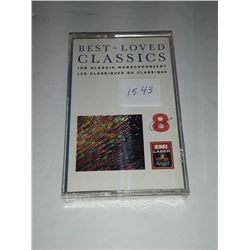 BEST~LOVED
CLASSICS
IHR KLASSIK-WUNSCHKONZERT
LES CLASSIQUES DU CLASSIQUE
1543
8
EMI
LASER
Angel